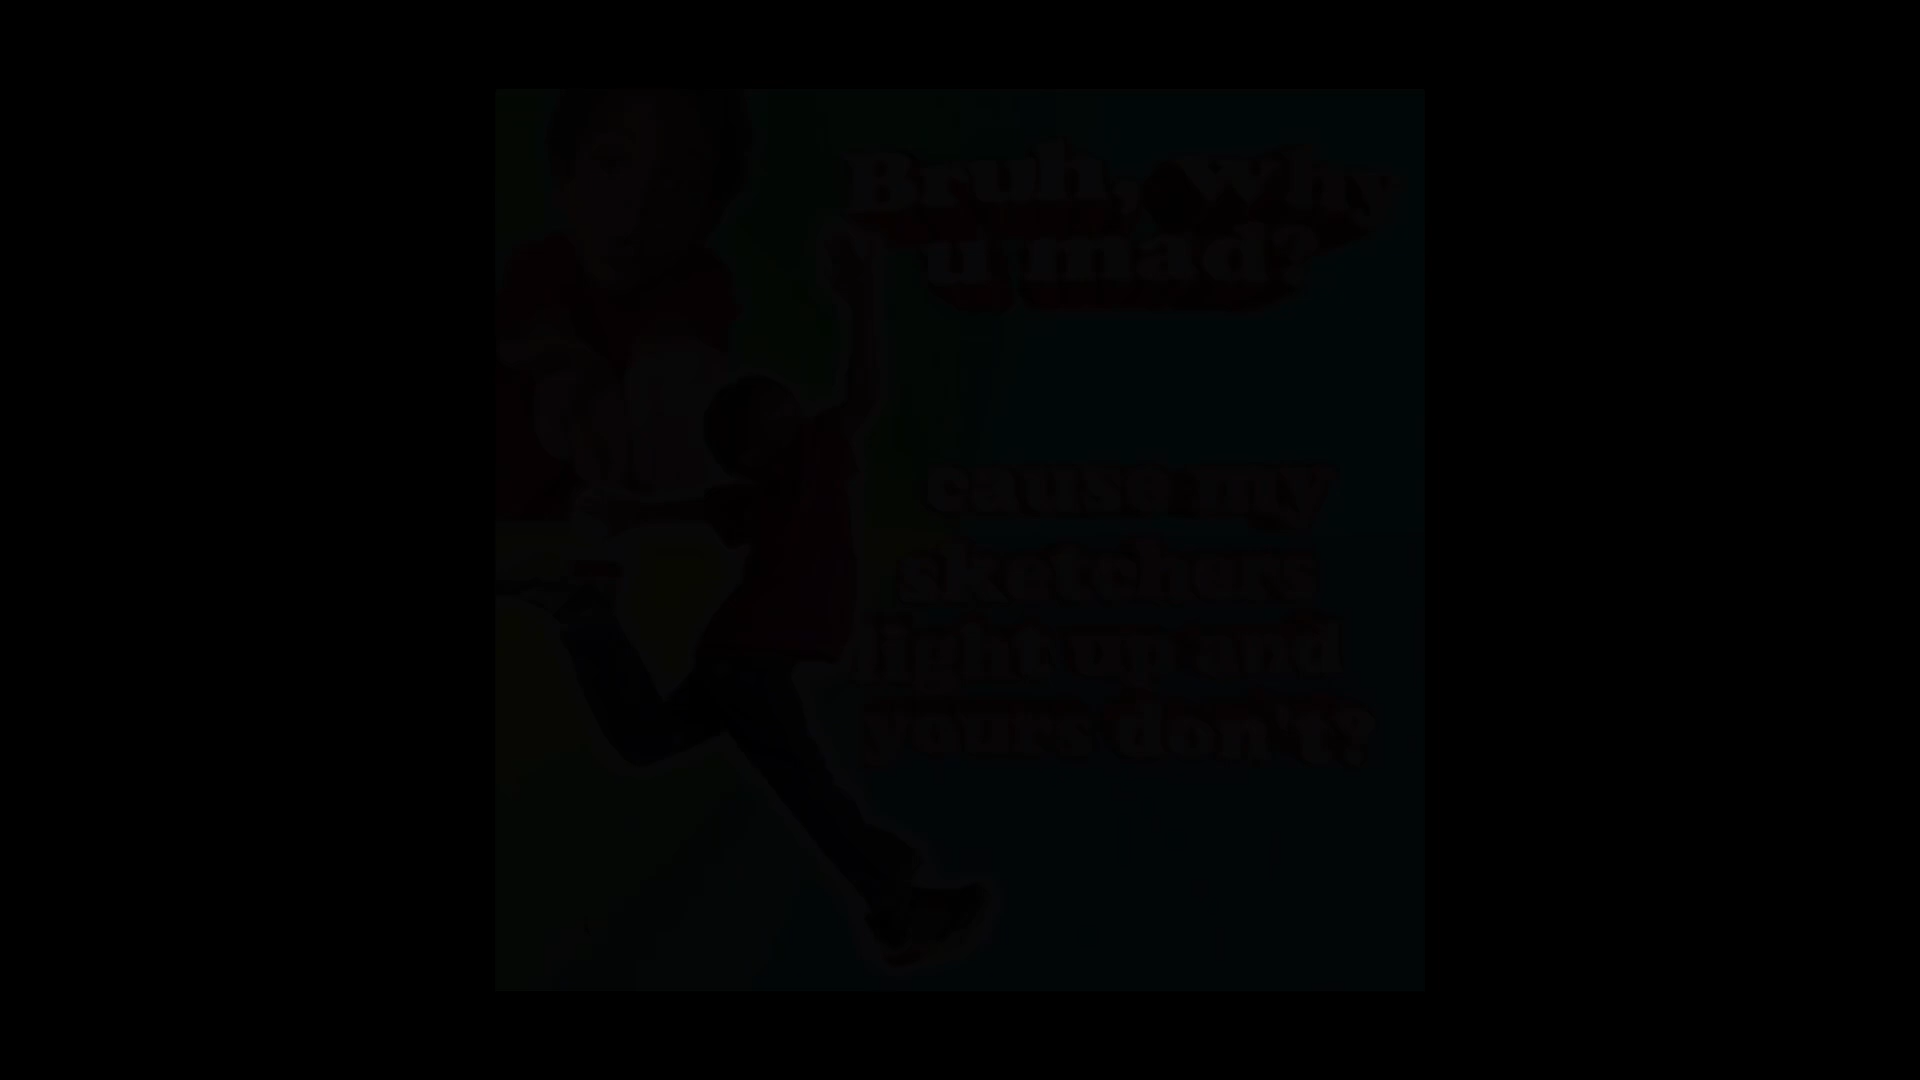 Bruh, why
u mad?
cause my
sketchers
light up and
yours don't?